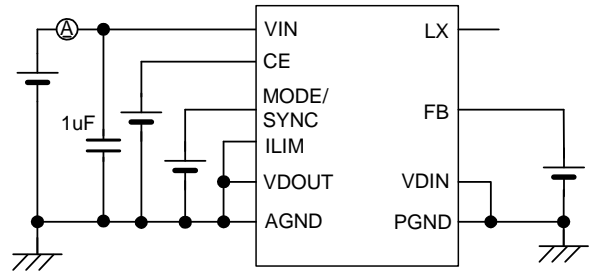 A
VIN
LX
CE
MODE/
SYNC
FB
1uF
ILIM
VDOUT
VDIN
AGND
PGND